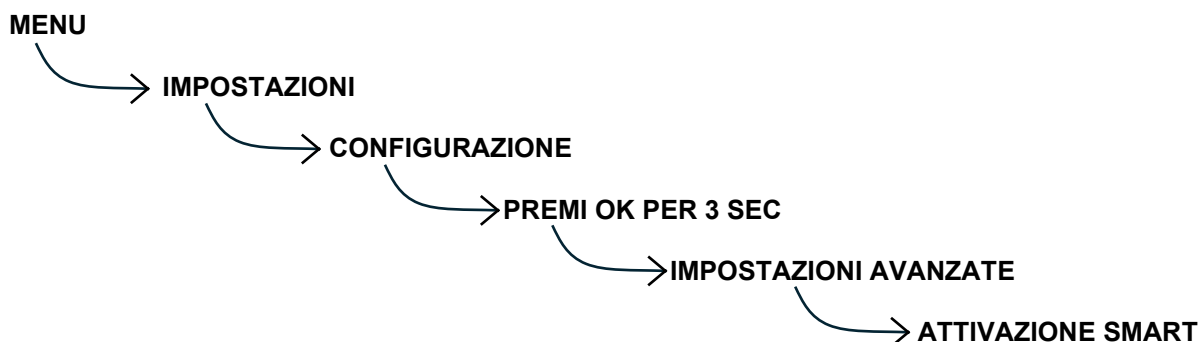 MENU
IMPOSTAZIONI
CONFIGURAZIONE
PREMI OK PER 3 SEC
IMPOSTAZIONI AVANZATE
ATTIVAZIONE SMART